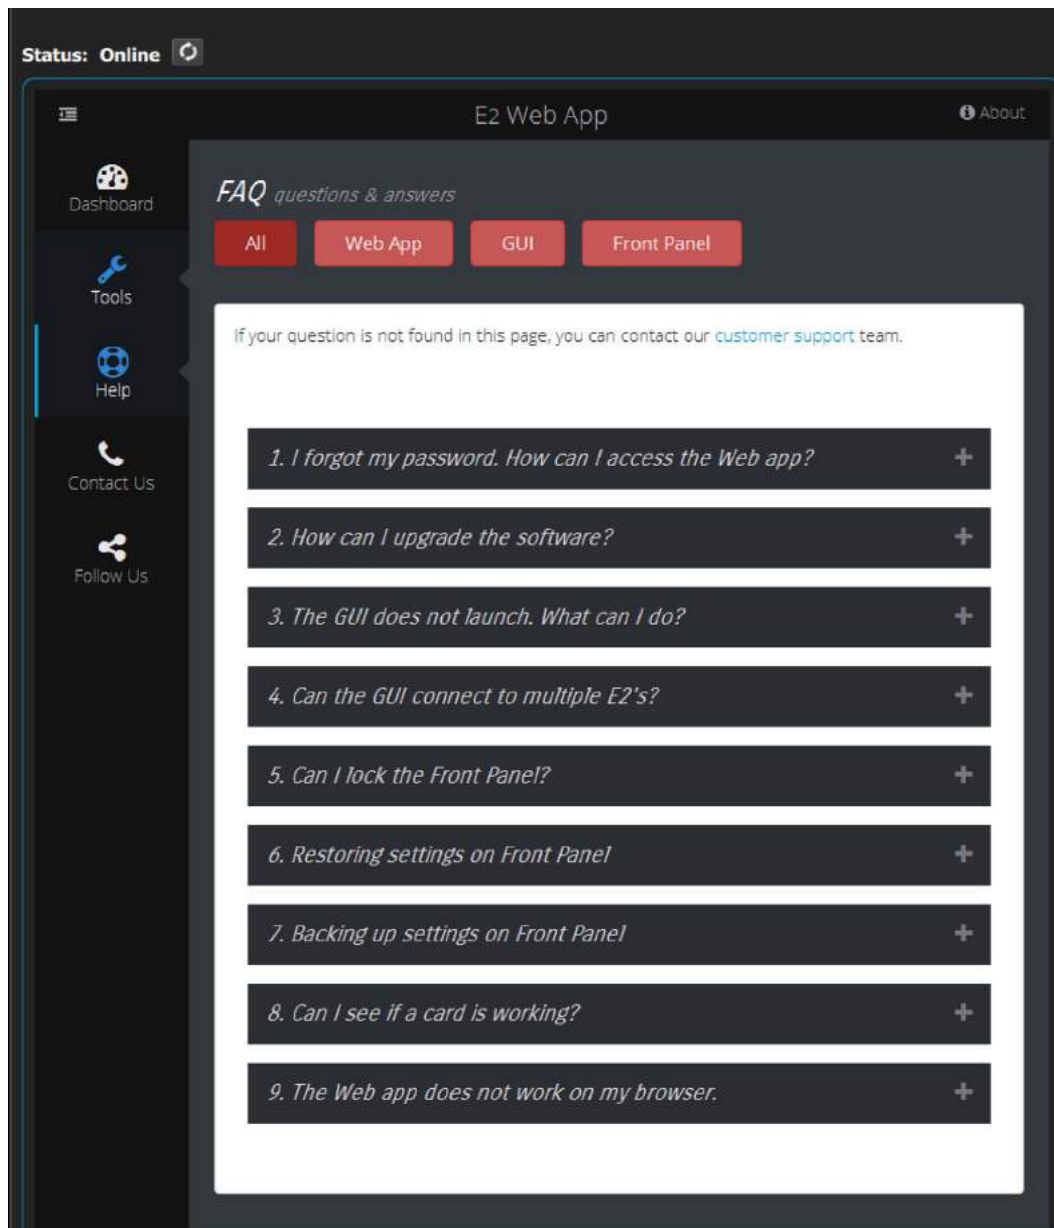 Status: Online
E2 Web App
About
Dashboard
Tools
Help
Contact Us
Follow Us
FAQ questions & answers
All Web App GUI Front Panel
If your question is not found in this page, you can contact our customer support team.
1. I forgot my password. How can I access the Web app?
2. How can I upgrade the software?
3. The GUI does not launch. What can I do?
4. Can the GUI connect to multiple E2's?
5. Can I lock the Front Panel?
6. Restoring settings on Front Panel
7. Backing up settings on Front Panel
8. Can I see if a card is working?
9. The Web app does not work on my browser.